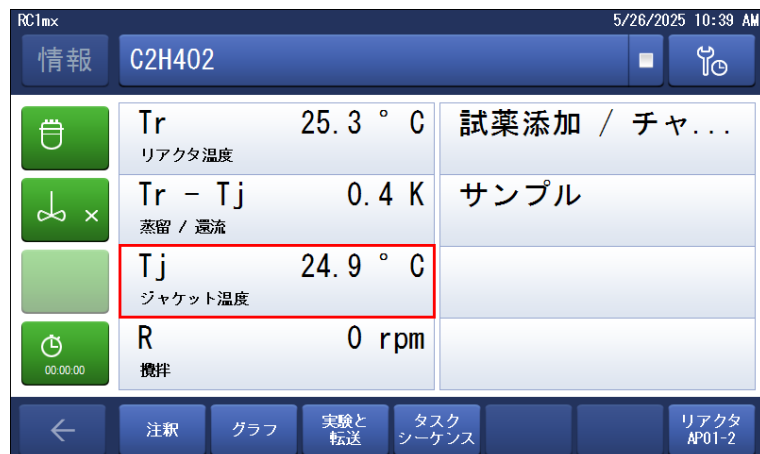 RC1mx 5/26/2025 10:39 AM
情報 C2H4O2
Tr 25.3 ° C 試薬添加 / チャ...
リアクタ温度
Tr - Tj 0.4 K サンプル
蒸留 / 還流
Tj 24.9 ° C
ジャケット温度
R 0 rpm
攪拌
00:00:00
注釈 グラフ 実験と転送 タスクシーケンス リアクタ AP01-2